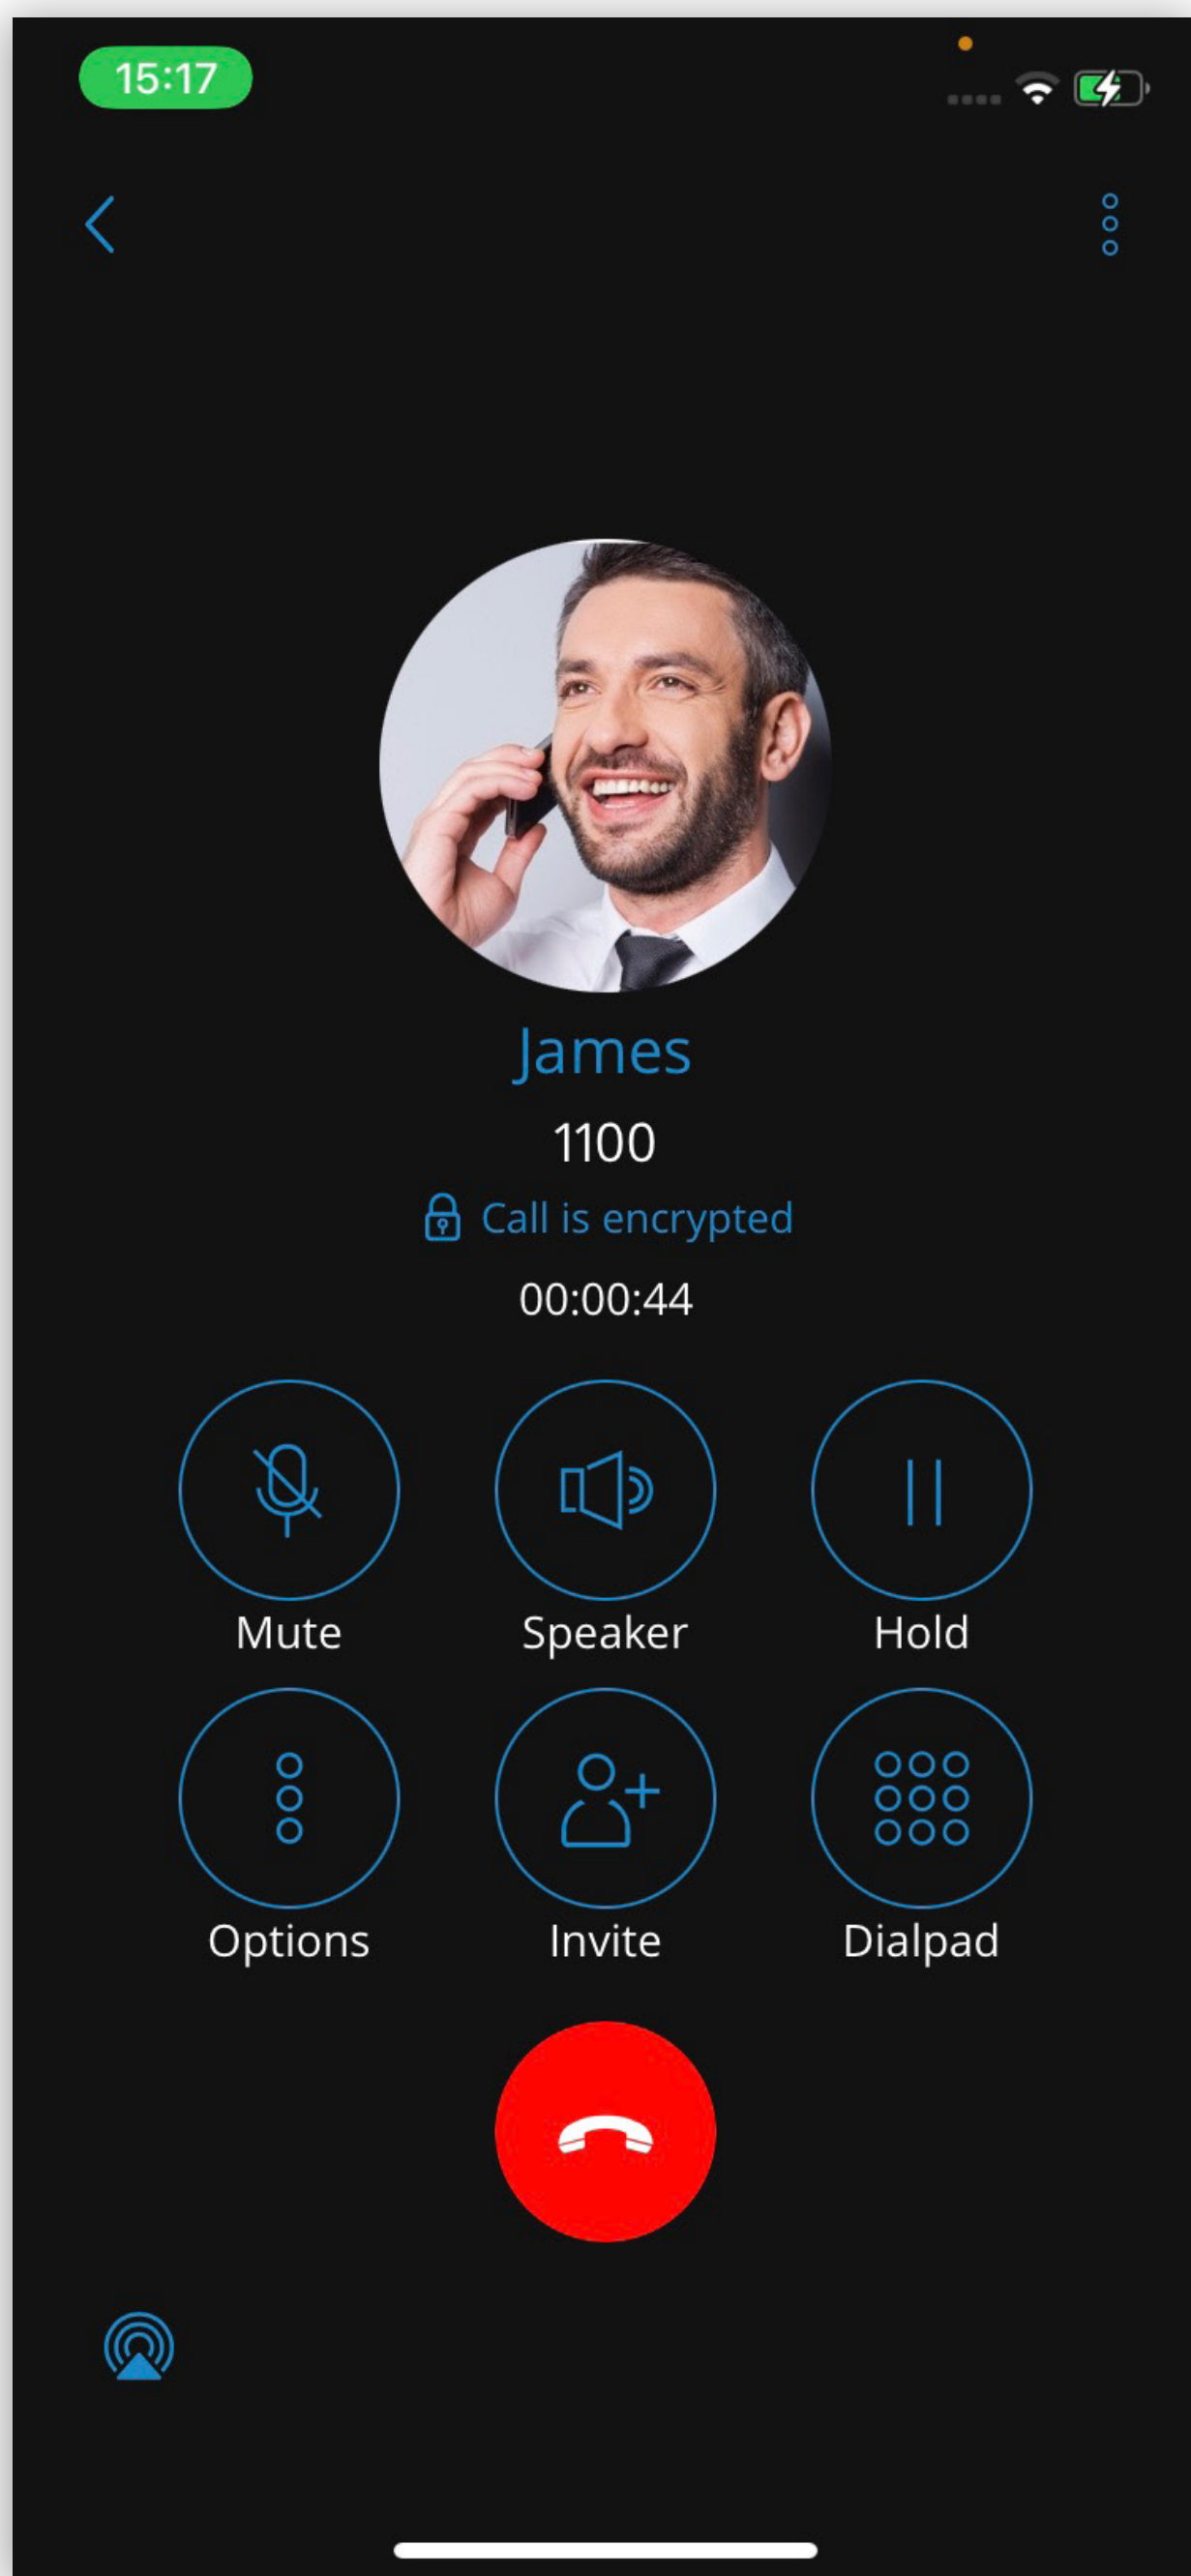 15:17
James
1100
Call is encrypted
00:00:44
Mute Speaker Hold
Options Invite Dialpad